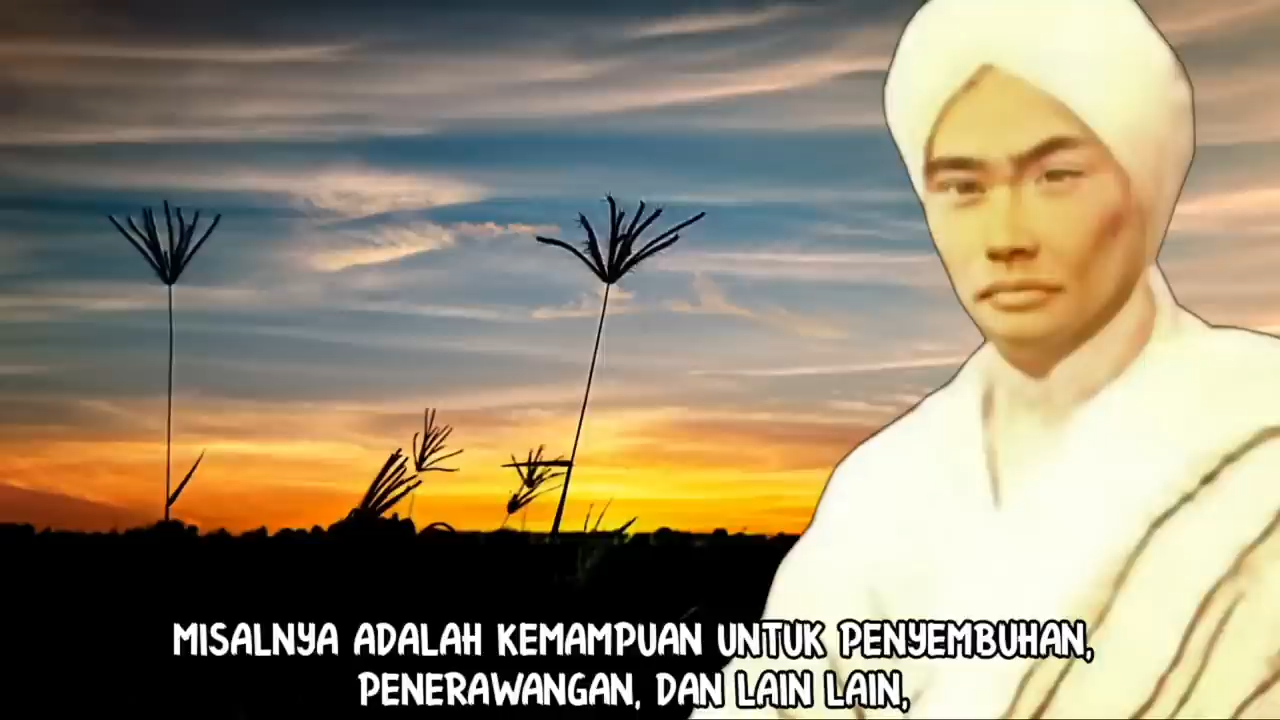 MISALNYA ADALAH KEMAMPUAN UNTUK PENYEMBUHAN,
PENERAWANGAN, DAN LAIN LAIN,